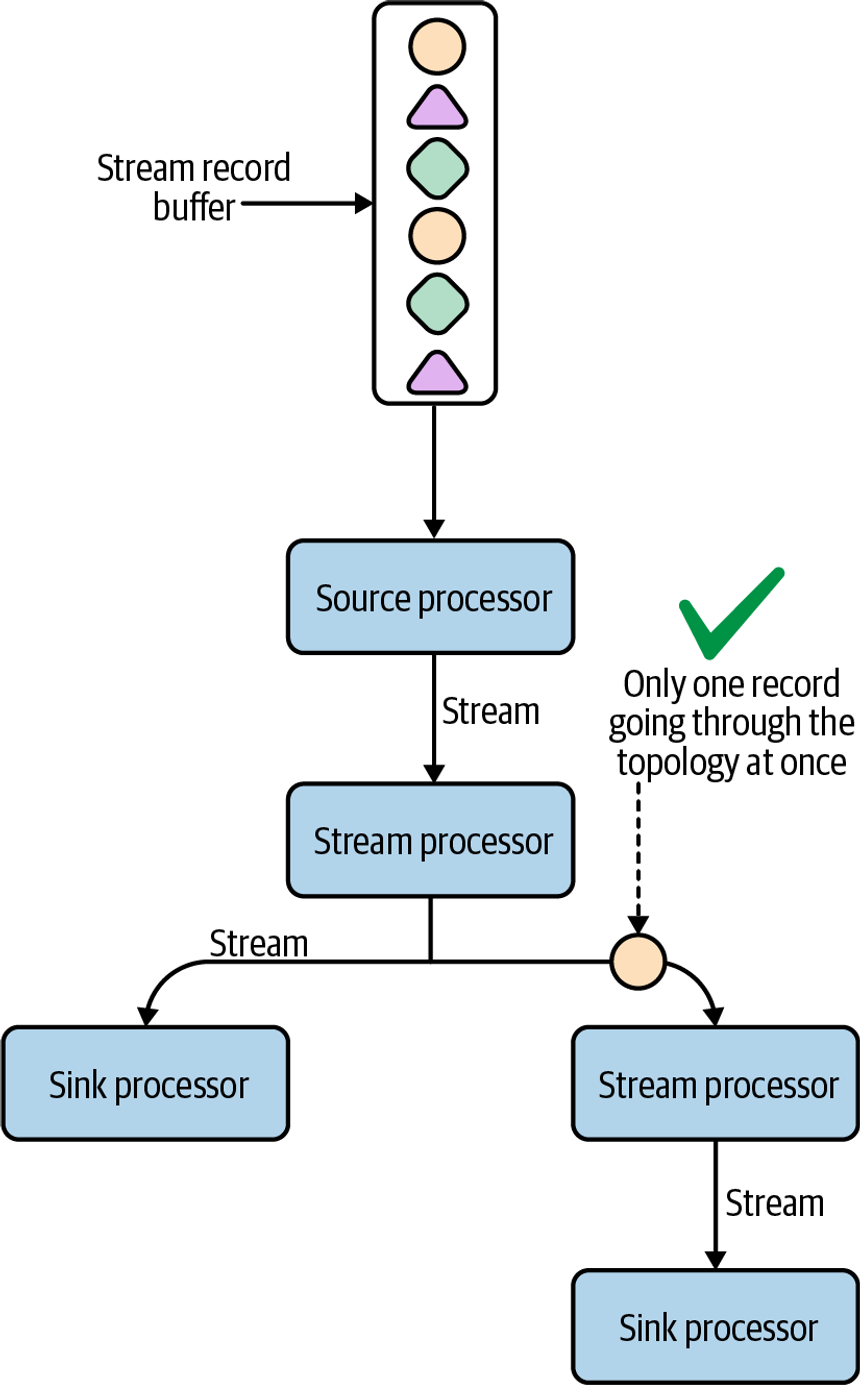 Stream record
buffer
Source processor
Stream
Only one record
going through the
topology at once
Stream processor
Stream
Sink processor
Stream processor
Stream
Sink processor